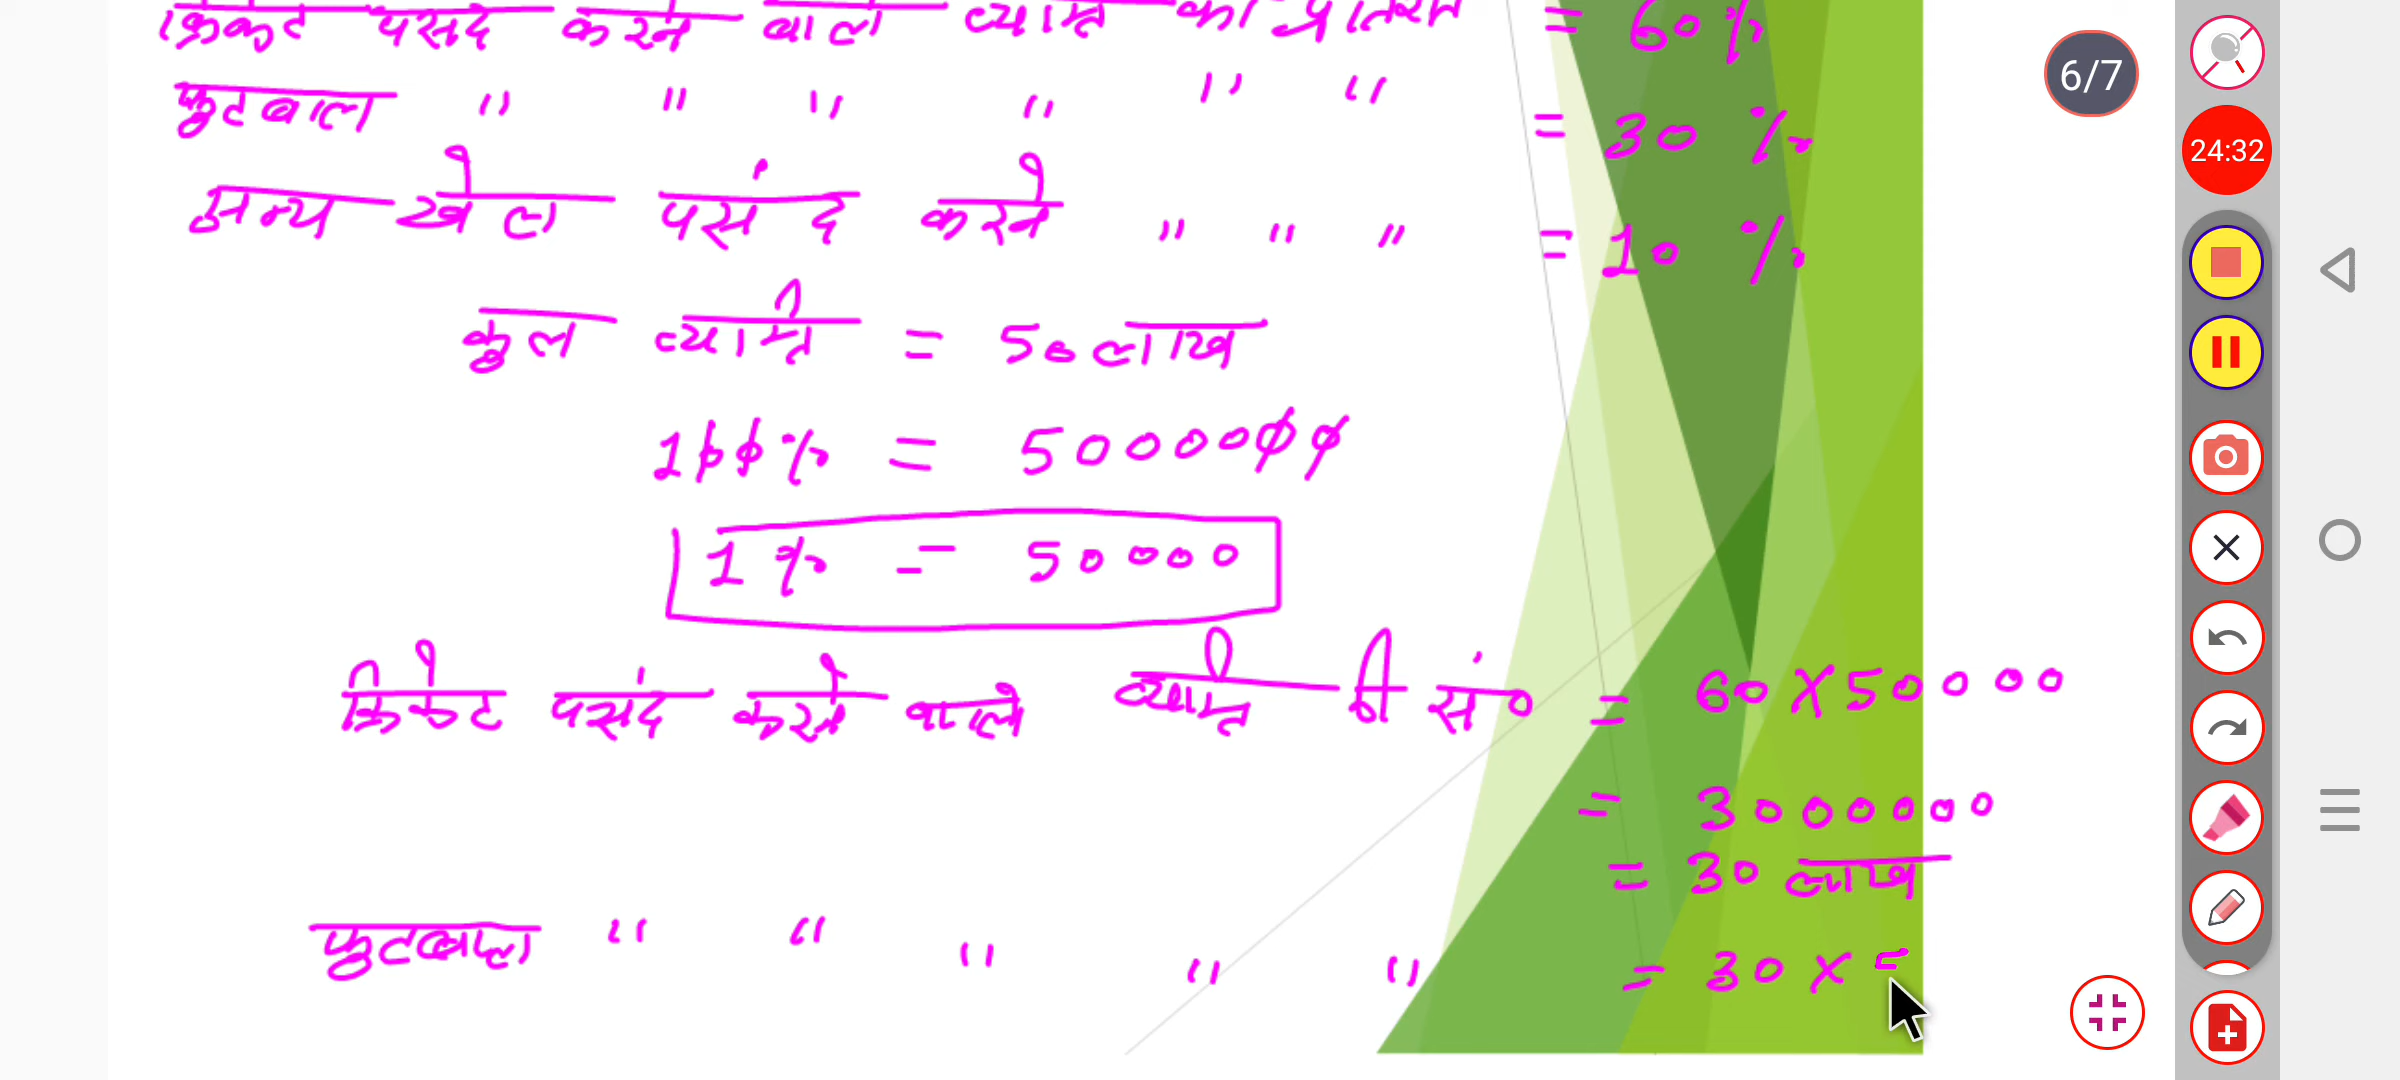 क्रिकेट पसंद करने वाले व्यक्ति का प्रतिशत = 60%
फुटबाल " " " " " " = 30%
अन्य खेल पसंद करने " " " = 10%
कुल व्यक्ति = 50 लाख
100% = 5000000
1% = 50000
क्रिकेट पसंद करने वाले व्यक्ति की सं० = 60 X 50000
= 3000000
= 30 लाख
फुटबाल " " " " " = 30 X 5
6/7
24:32